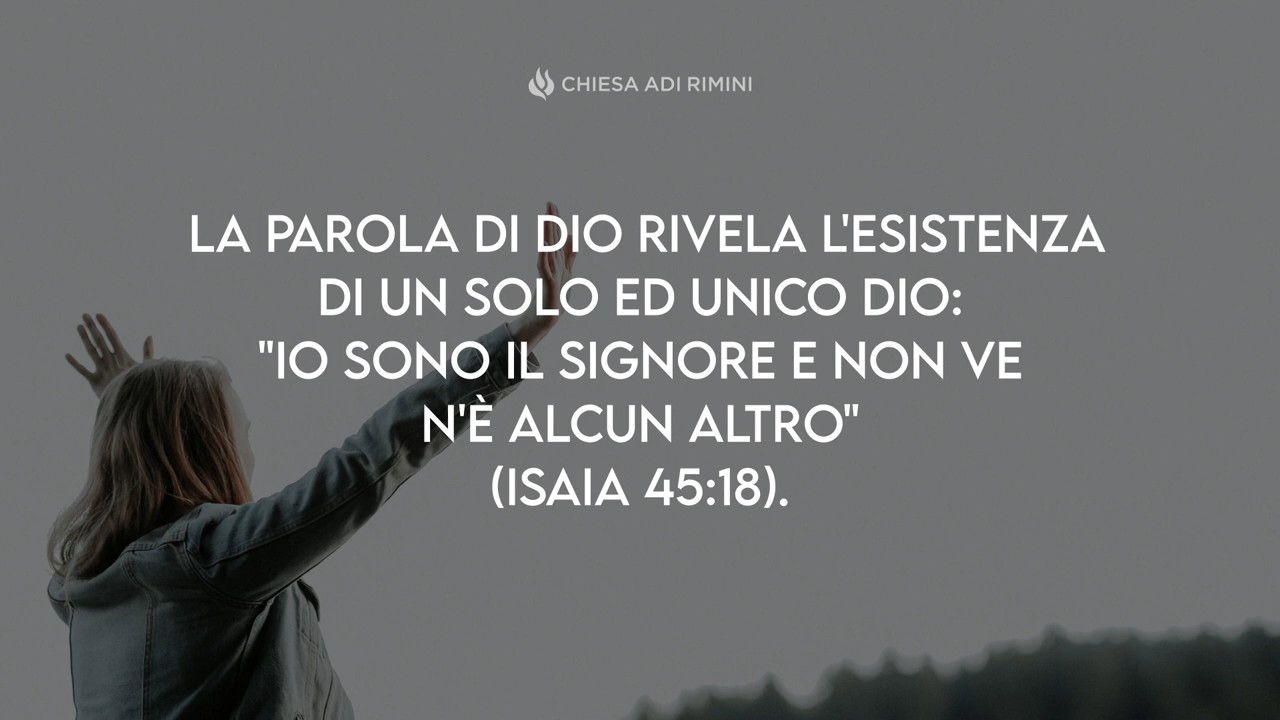 CHIESA ADI RIMINI
LA PAROLA DI DIO RIVELA L'ESISTENZA
DI UN SOLO ED UNICO DIO:
"IO SONO IL SIGNORE E NON VE
N'È ALCUN ALTRO"
(ISAIA 45:18).